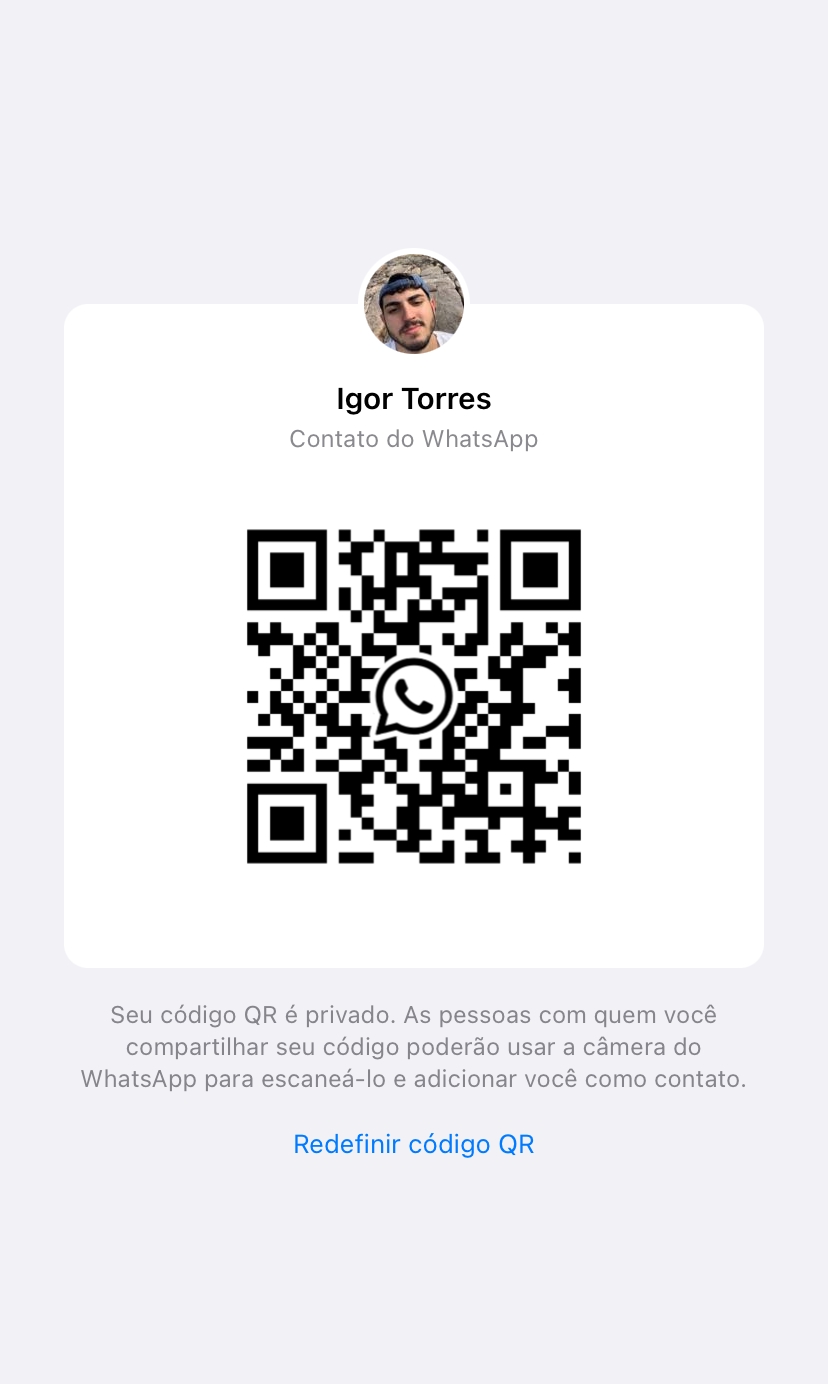 Igor Torres
Contato do WhatsApp
Seu código QR é privado. As pessoas com quem você
compartilhar seu código poderão usar a câmera do
WhatsApp para escaneá-lo e adicionar você como contato.
Redefinir código QR